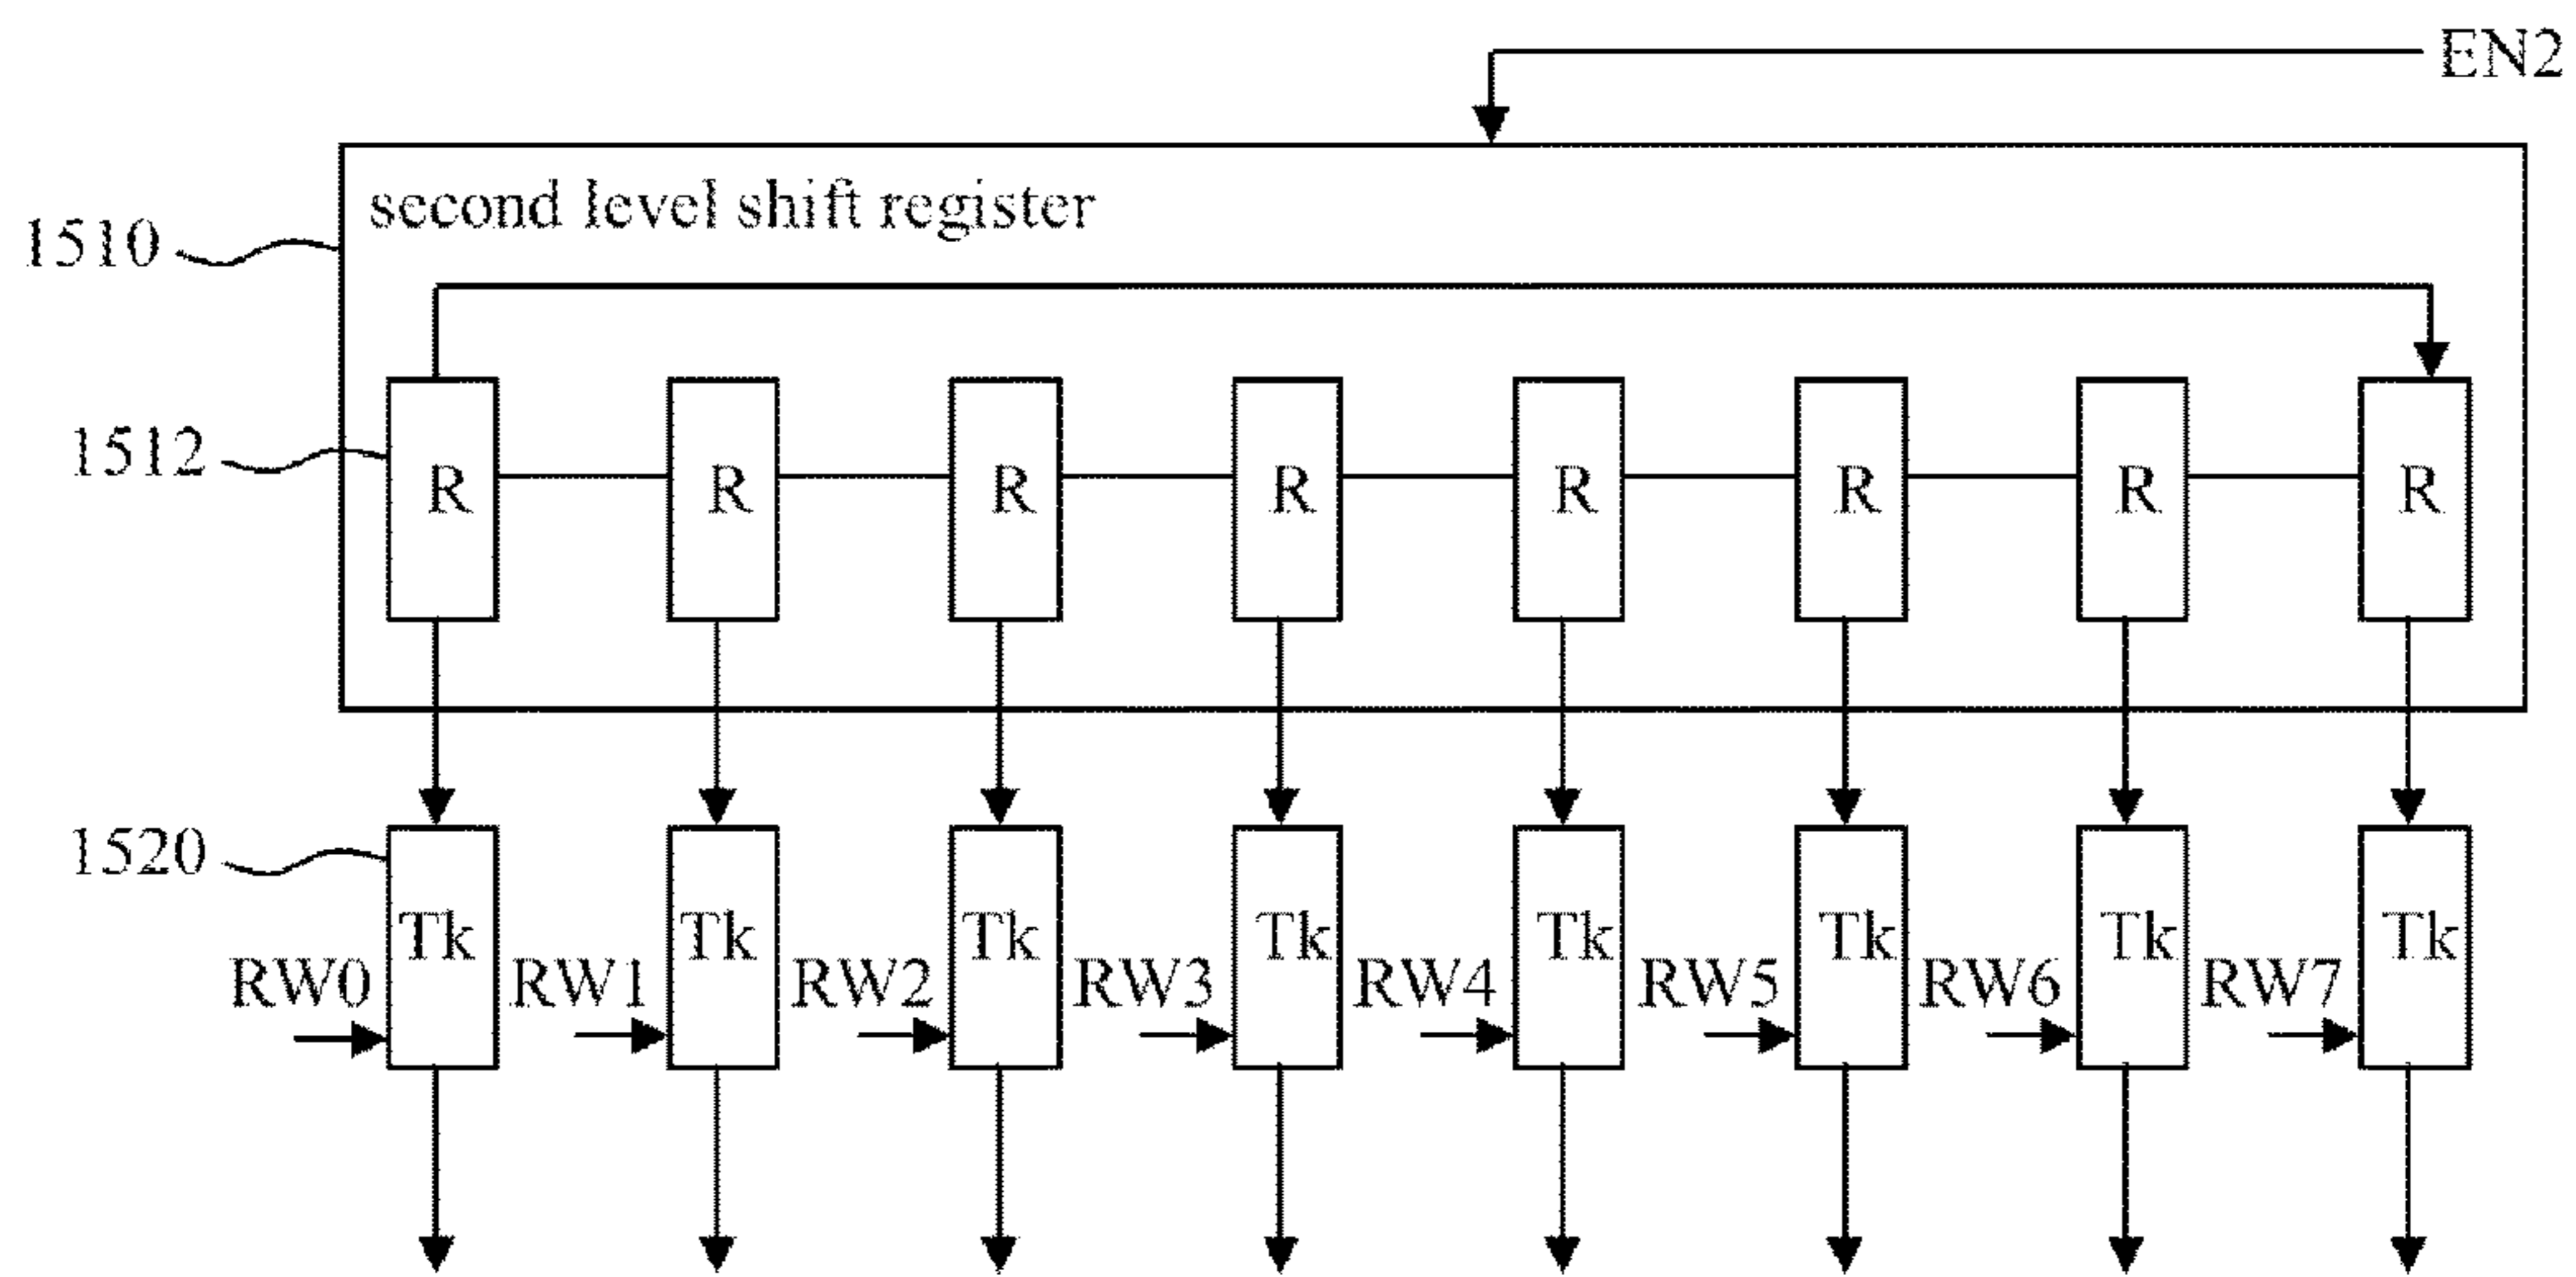 EN2
second level shift register
1510
1512
R R R R R R R R
1520
Tk Tk Tk Tk Tk Tk Tk Tk
RW0 RW1 RW2 RW3 RW4 RW5 RW6 RW7